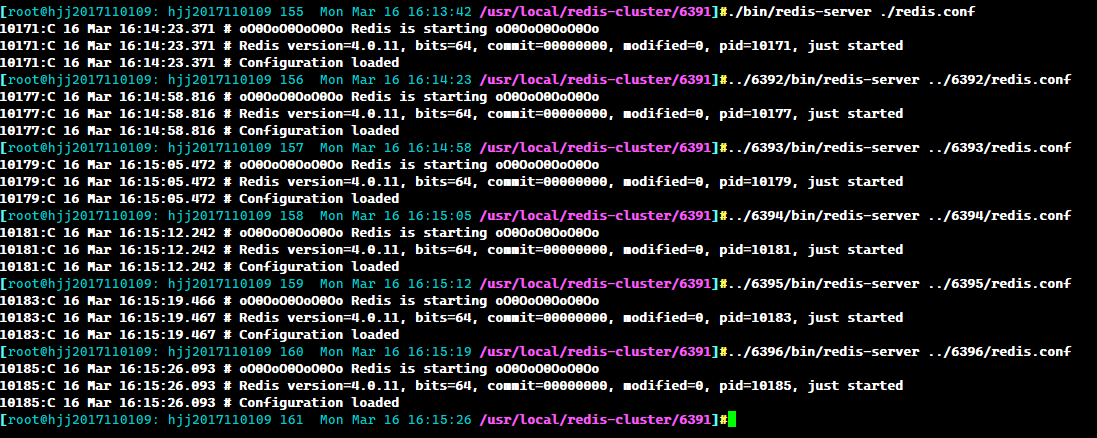 [root@hjj2017110109: hjj2017110109 155  Mon Mar 16 16:13:42 /usr/local/redis-cluster/6391]#./bin/redis-server ./redis.conf
10171:C 16 Mar 16:14:23.371 # oO0OoO0OoO0Oo Redis is starting oO0OoO0OoO0Oo
10171:C 16 Mar 16:14:23.371 # Redis version=4.0.11, bits=64, commit=00000000, modified=0, pid=10171, just started
10171:C 16 Mar 16:14:23.371 # Configuration loaded
[root@hjj2017110109: hjj2017110109 156  Mon Mar 16 16:14:23 /usr/local/redis-cluster/6391]#../6392/bin/redis-server ../6392/redis.conf
10177:C 16 Mar 16:14:58.816 # oO0OoO0OoO0Oo Redis is starting oO0OoO0OoO0Oo
10177:C 16 Mar 16:14:58.816 # Redis version=4.0.11, bits=64, commit=00000000, modified=0, pid=10177, just started
10177:C 16 Mar 16:14:58.816 # Configuration loaded
[root@hjj2017110109: hjj2017110109 157  Mon Mar 16 16:14:58 /usr/local/redis-cluster/6391]#../6393/bin/redis-server ../6393/redis.conf
10179:C 16 Mar 16:15:05.472 # oO0OoO0OoO0Oo Redis is starting oO0OoO0OoO0Oo
10179:C 16 Mar 16:15:05.472 # Redis version=4.0.11, bits=64, commit=00000000, modified=0, pid=10179, just started
10179:C 16 Mar 16:15:05.472 # Configuration loaded
[root@hjj2017110109: hjj2017110109 158  Mon Mar 16 16:15:05 /usr/local/redis-cluster/6391]#../6394/bin/redis-server ../6394/redis.conf
10181:C 16 Mar 16:15:12.242 # oO0OoO0OoO0Oo Redis is starting oO0OoO0OoO0Oo
10181:C 16 Mar 16:15:12.242 # Redis version=4.0.11, bits=64, commit=00000000, modified=0, pid=10181, just started
10181:C 16 Mar 16:15:12.242 # Configuration loaded
[root@hjj2017110109: hjj2017110109 159  Mon Mar 16 16:15:12 /usr/local/redis-cluster/6391]#../6395/bin/redis-server ../6395/redis.conf
10183:C 16 Mar 16:15:19.466 # oO0OoO0OoO0Oo Redis is starting oO0OoO0OoO0Oo
10183:C 16 Mar 16:15:19.467 # Redis version=4.0.11, bits=64, commit=00000000, modified=0, pid=10183, just started
10183:C 16 Mar 16:15:19.467 # Configuration loaded
[root@hjj2017110109: hjj2017110109 160  Mon Mar 16 16:15:19 /usr/local/redis-cluster/6391]#../6396/bin/redis-server ../6396/redis.conf
10185:C 16 Mar 16:15:26.093 # oO0OoO0OoO0Oo Redis is starting oO0OoO0OoO0Oo
10185:C 16 Mar 16:15:26.093 # Redis version=4.0.11, bits=64, commit=00000000, modified=0, pid=10185, just started
10185:C 16 Mar 16:15:26.093 # Configuration loaded
[root@hjj2017110109: hjj2017110109 161  Mon Mar 16 16:15:26 /usr/local/redis-cluster/6391]#